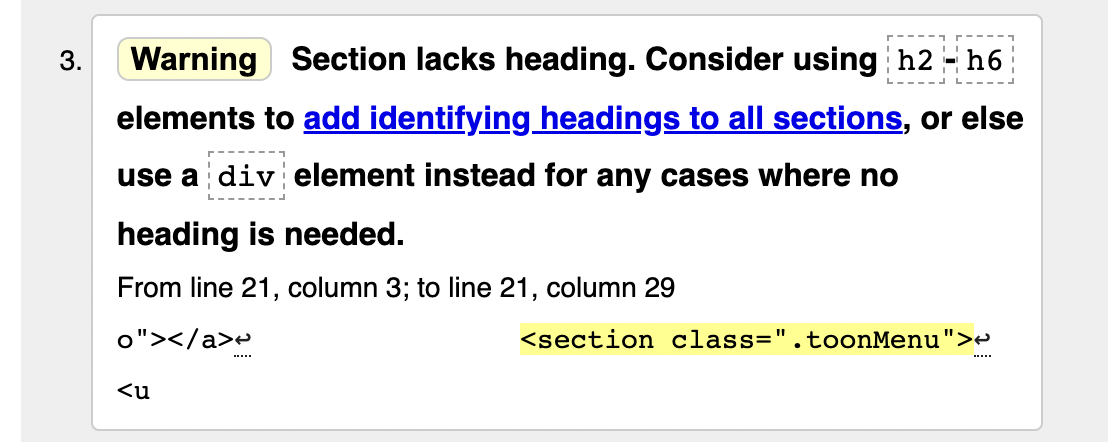 3. Warning Section lacks heading. Consider using h2-h6
elements to add identifying headings to all sections, or else
use a div element instead for any cases where no
heading is needed.
From line 21, column 3; to line 21, column 29
o"></a>↩ <section class=".toonMenu">↩
<u